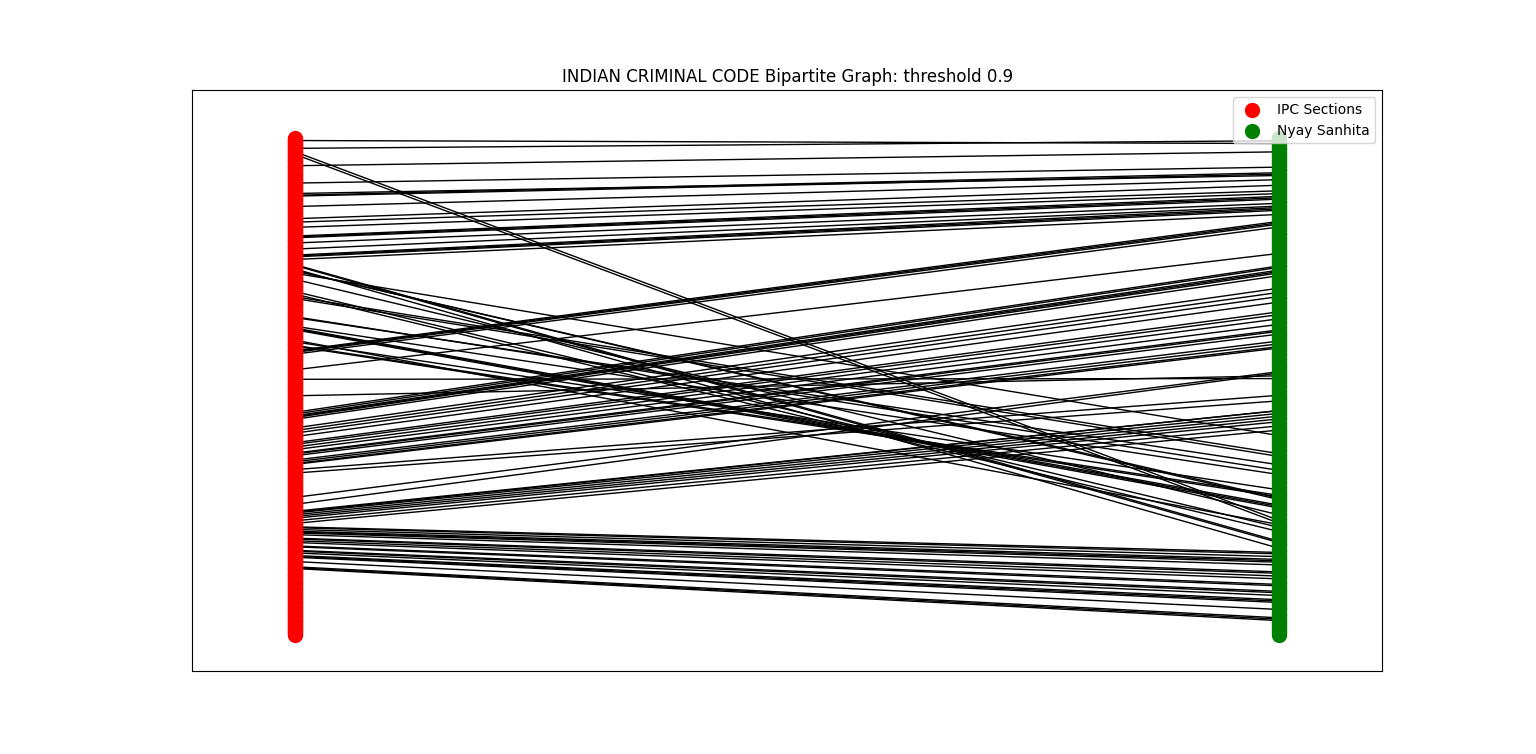 INDIAN CRIMINAL CODE Bipartite Graph: threshold 0.9
IPC Sections
Nyay Sanhita